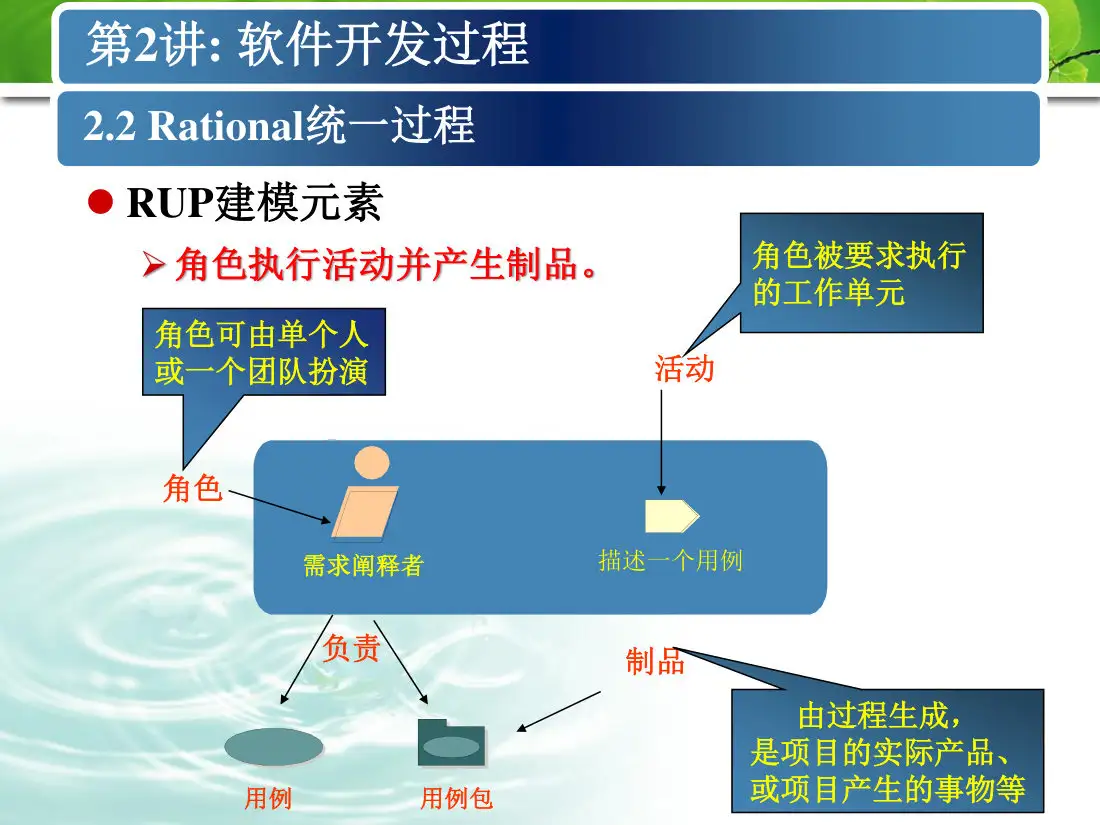 第2讲: 软件开发过程
2.2 Rational统一过程
RUP建模元素
角色执行活动并产生制品。
角色被要求执行
的工作单元
角色可由单个人
或一个团队扮演
活动
角色
需求阐释者
描述一个用例
负责
制品
由过程生成，
是项目的实际产品、
或项目产生的事物等
用例
用例包